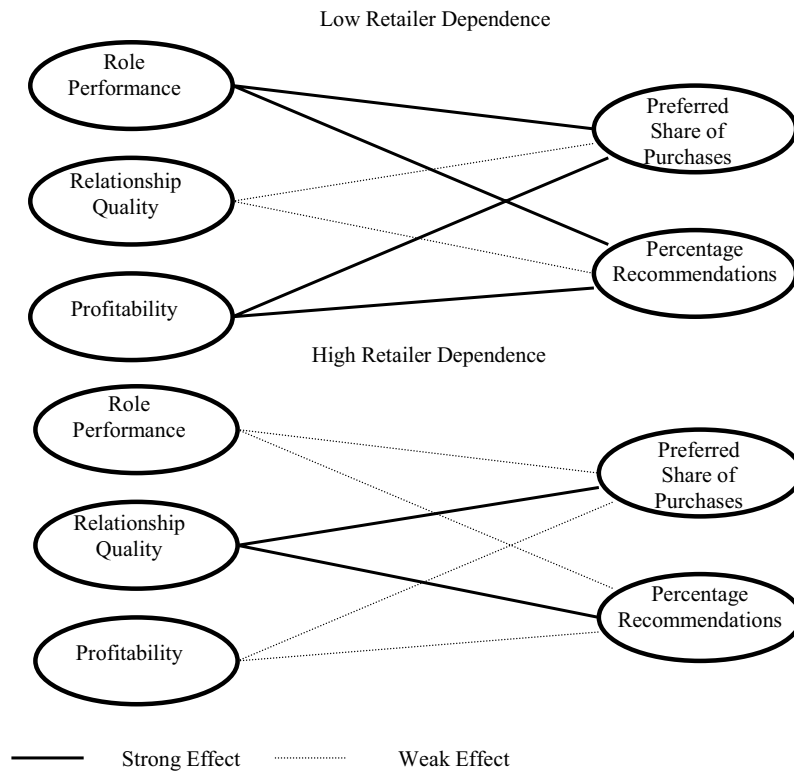 Low Retailer Dependence
Role
Performance
Preferred
Share of
Purchases
Relationship
Quality
Percentage
Recommendations
Profitability
High Retailer Dependence
Role
Performance
Preferred
Share of
Purchases
Relationship
Quality
Percentage
Recommendations
Profitability
Strong Effect
Weak Effect